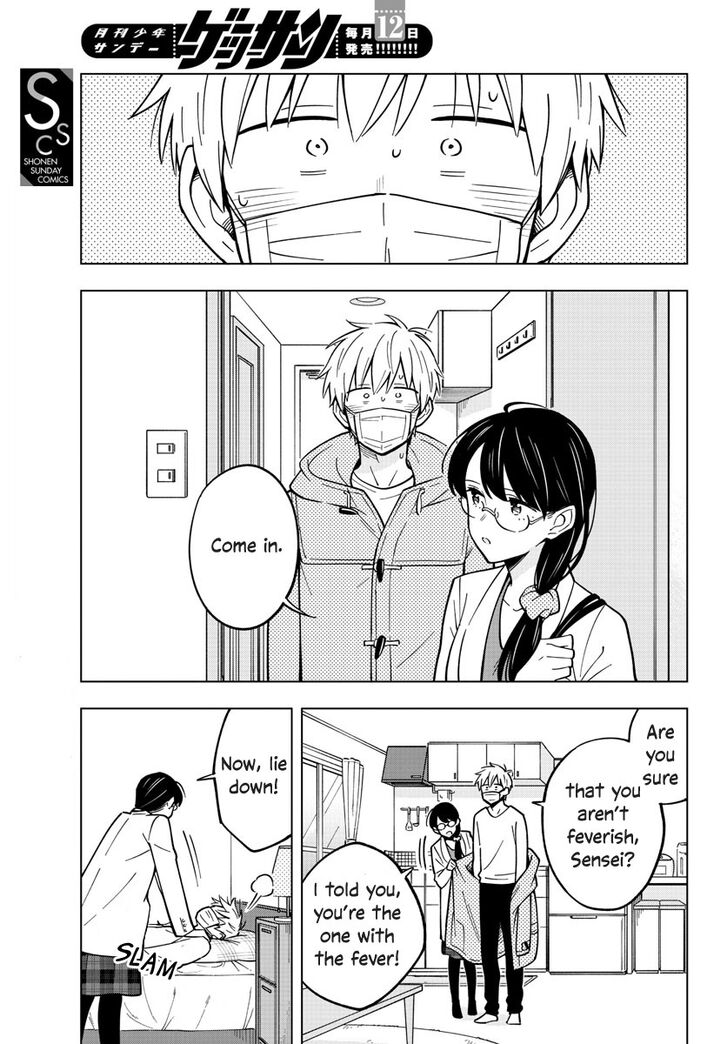 月刊少年
サンデー
ゲッサン
毎月12日
発売!!!!!!!!
S
C
S
SHONEN
SUNDAY
COMICS
Come in.
Are
you
sure
that you
aren't
feverish,
Sensei?
I told you,
you're the
one with
the fever!
Now, lie
down!
SLAM